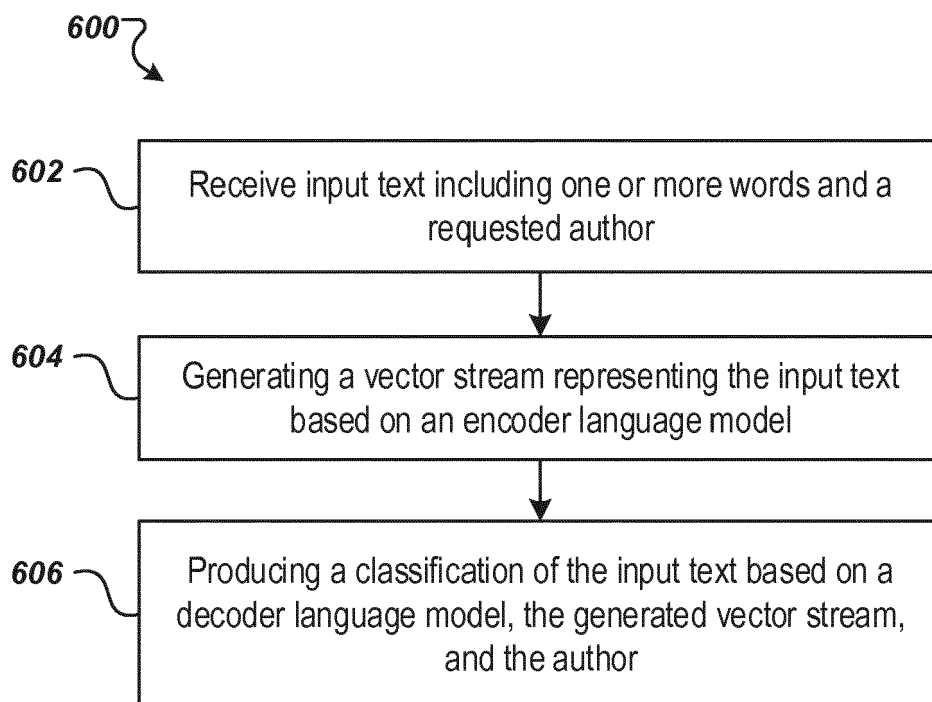 600
602
Receive input text including one or more words and a
requested author
604
Generating a vector stream representing the input text
based on an encoder language model
606
Producing a classification of the input text based on a
decoder language model, the generated vector stream,
and the author